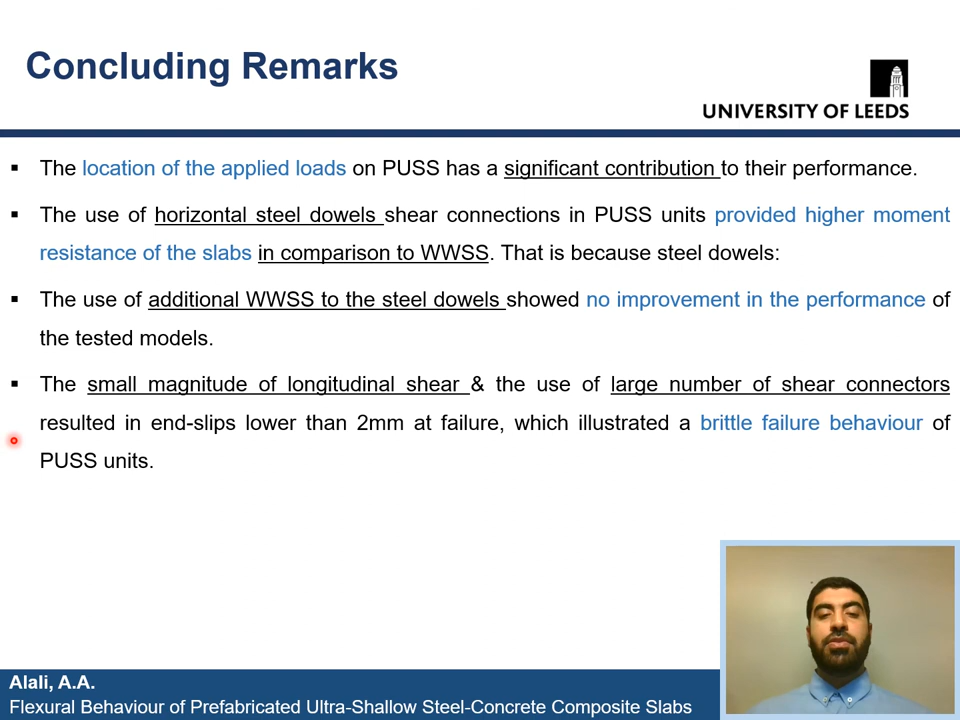 Concluding Remarks
UNIVERSITY OF LEEDS
▪ The location of the applied loads on PUSS has a significant contribution to their performance.
▪ The use of horizontal steel dowels shear connections in PUSS units provided higher moment
resistance of the slabs in comparison to WWSS. That is because steel dowels:
▪ The use of additional WWSS to the steel dowels showed no improvement in the performance of
the tested models.
▪ The small magnitude of longitudinal shear & the use of large number of shear connectors
resulted in end-slips lower than 2mm at failure, which illustrated a brittle failure behaviour of
PUSS units.
Alali, A.A.
Flexural Behaviour of Prefabricated Ultra-Shallow Steel-Concrete Composite Slabs